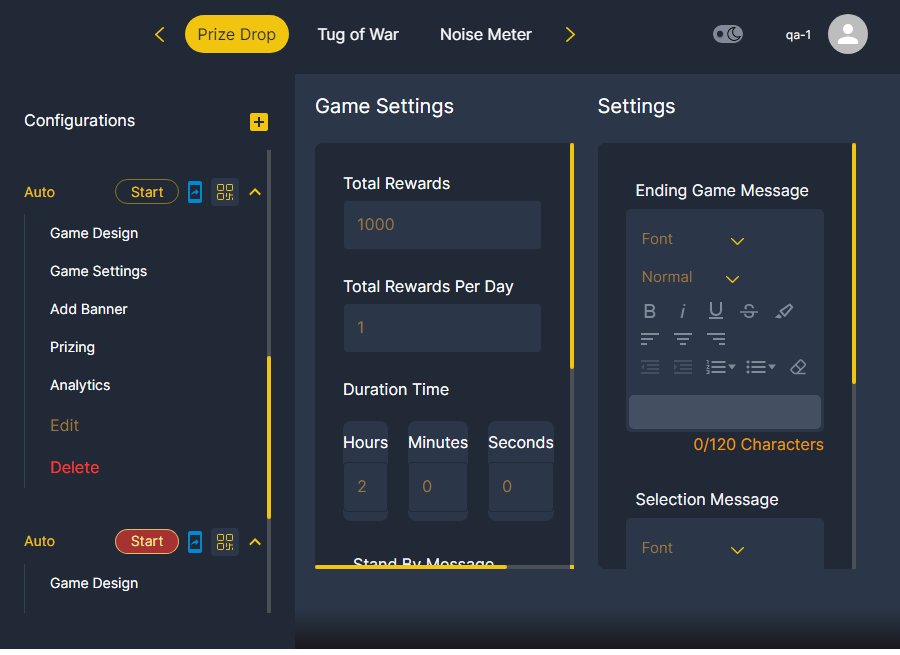 Prize Drop
Tug of War
Noise Meter
qa-1
Configurations
Auto
Start
Game Design
Game Settings
Add Banner
Prizing
Analytics
Edit
Delete
Auto
Start
Game Design
Game Settings
Total Rewards
1000
Total Rewards Per Day
1
Duration Time
Hours
Minutes
Seconds
2
0
0
Stand By Message
Settings
Ending Game Message
Font
Normal
B
i
U
S
0/120 Characters
Selection Message
Font